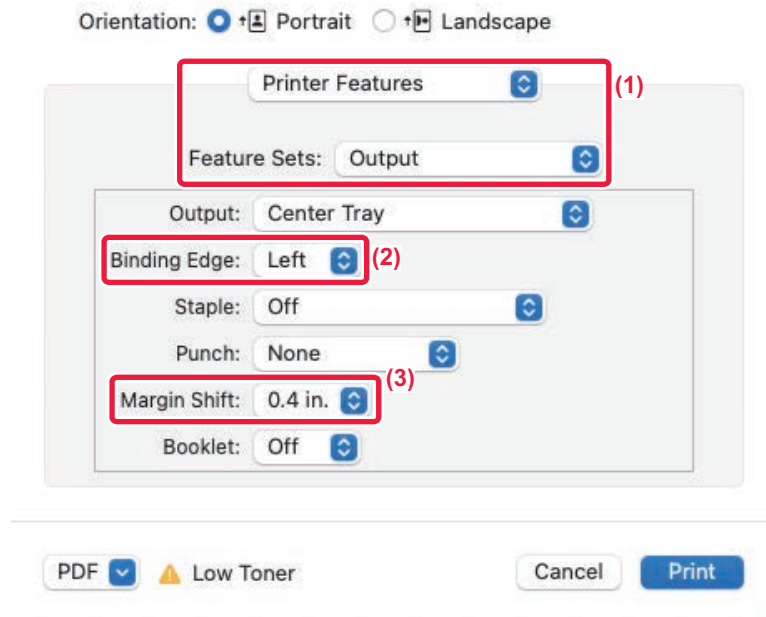 Orientation: Portrait Landscape
Printer Features (1)
Feature Sets: Output
Output: Center Tray
Binding Edge: Left (2)
Staple: Off
Punch: None
Margin Shift: 0.4 in. (3)
Booklet: Off
PDF Low Toner Cancel Print